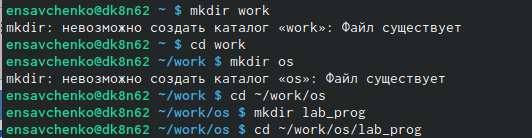 ensavchenko@dk8n62 ~ $ mkdir work
mkdir: невозможно создать каталог «work»: Файл существует
ensavchenko@dk8n62 ~ $ cd work
ensavchenko@dk8n62 ~/work $ mkdir os
mkdir: невозможно создать каталог «os»: Файл существует
ensavchenko@dk8n62 ~/work $ cd ~/work/os
ensavchenko@dk8n62 ~/work/os $ mkdir lab_prog
ensavchenko@dk8n62 ~/work/os $ cd ~/work/os/lab_prog